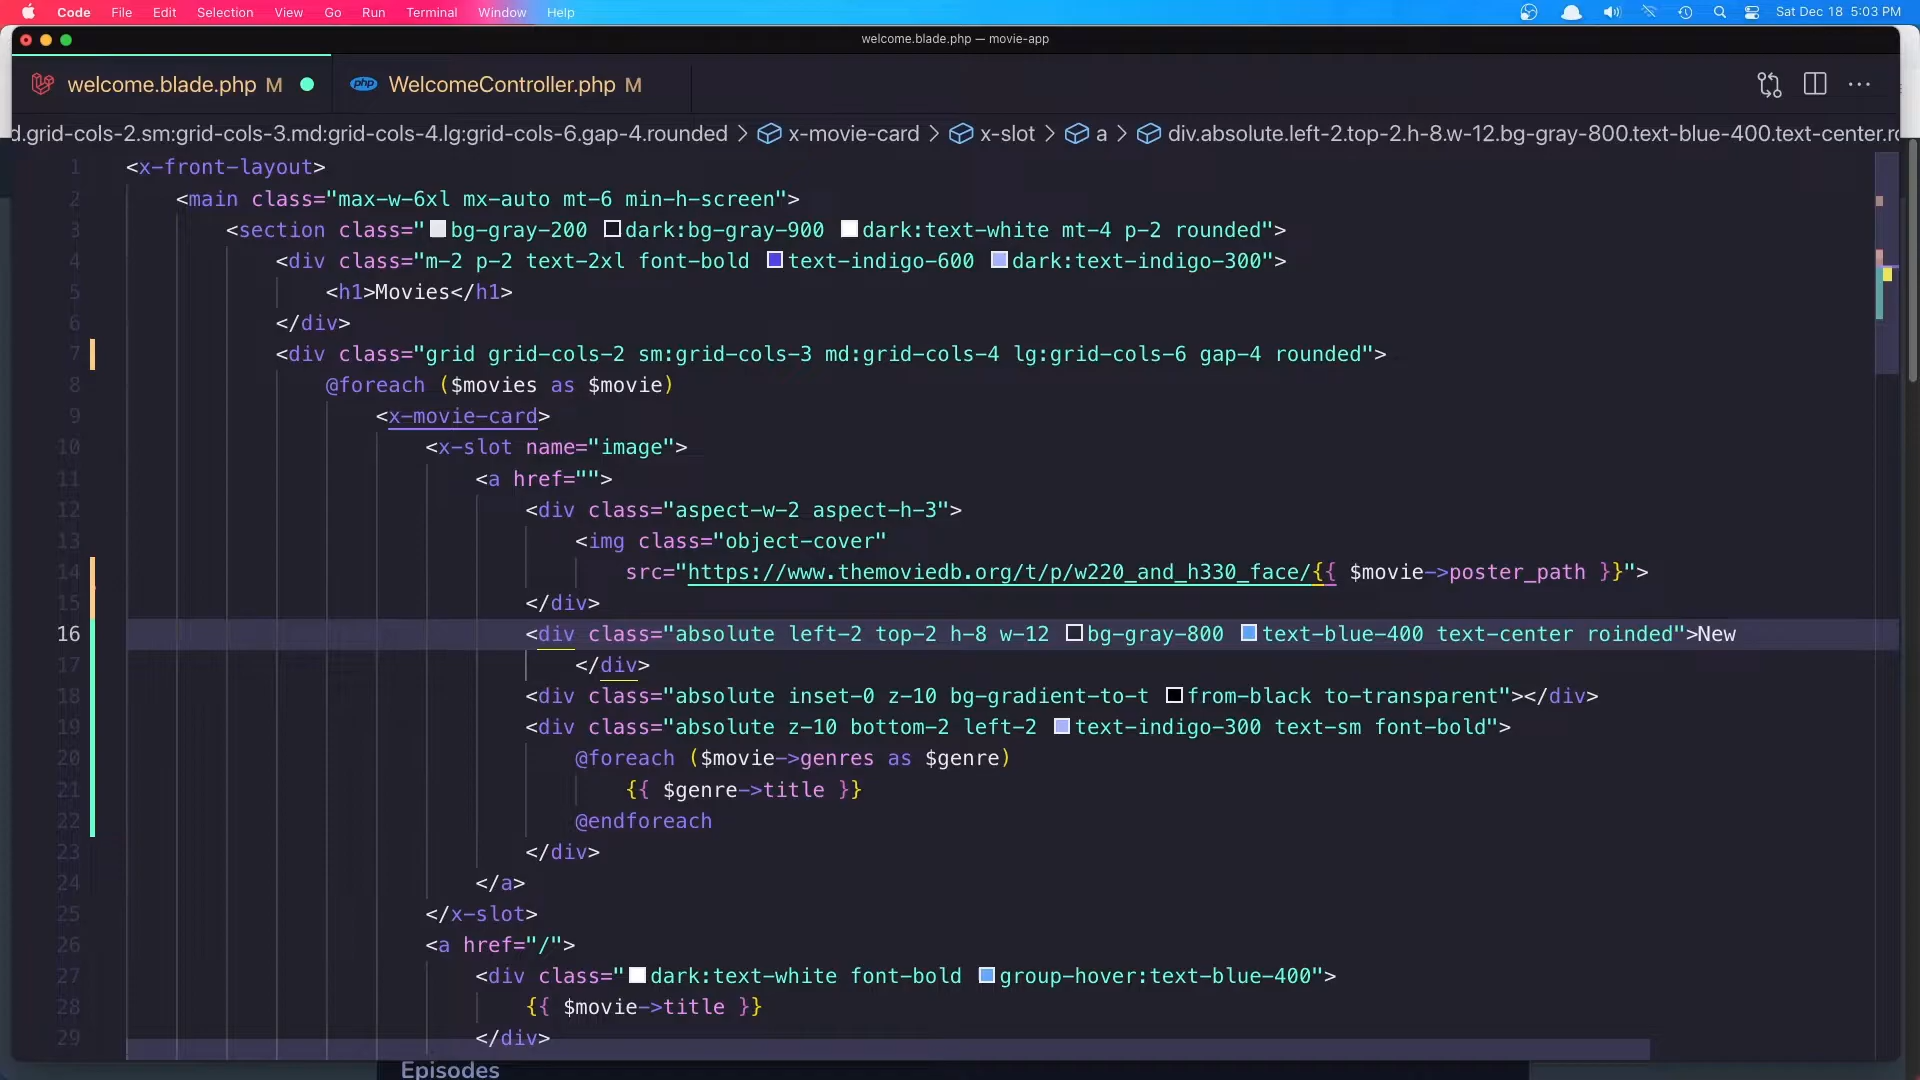 Code File Edit Selection View Go Run Terminal Window Help Sat Dec 18 5:03 PM
welcome.blade.php — movie-app
welcome.blade.php M WelcomeController.php M
d.grid-cols-2.sm:grid-cols-3.md:grid-cols-4.lg:grid-cols-6.gap-4.rounded > x-movie-card > x-slot > a > div.absolute.left-2.top-2.h-8.w-12.bg-gray-800.text-blue-400.text-center.ro
1 <x-front-layout>
2 <main class="max-w-6xl mx-auto mt-6 min-h-screen">
3 <section class="bg-gray-200 dark:bg-gray-900 dark:text-white mt-4 p-2 rounded">
4 <div class="m-2 p-2 text-2xl font-bold text-indigo-600 dark:text-indigo-300">
5 <h1>Movies</h1>
6 </div>
7 <div class="grid grid-cols-2 sm:grid-cols-3 md:grid-cols-4 lg:grid-cols-6 gap-4 rounded">
8 @foreach ($movies as $movie)
9 <x-movie-card>
10 <x-slot name="image">
11 <a href="">
12 <div class="aspect-w-2 aspect-h-3">
13 <img class="object-cover"
14 src="https://www.themoviedb.org/t/p/w220_and_h330_face/{{ $movie->poster_path }}">
15 </div>
16 <div class="absolute left-2 top-2 h-8 w-12 bg-gray-800 text-blue-400 text-center roinded">New
17 </div>
18 <div class="absolute inset-0 z-10 bg-gradient-to-t from-black to-transparent"></div>
19 <div class="absolute z-10 bottom-2 left-2 text-indigo-300 text-sm font-bold">
20 @foreach ($movie->genres as $genre)
21 {{ $genre->title }}
22 @endforeach
23 </div>
24 </a>
25 </x-slot>
26 <a href="/">
27 <div class="dark:text-white font-bold group-hover:text-blue-400">
28 {{ $movie->title }}
29 </div>
Episodes